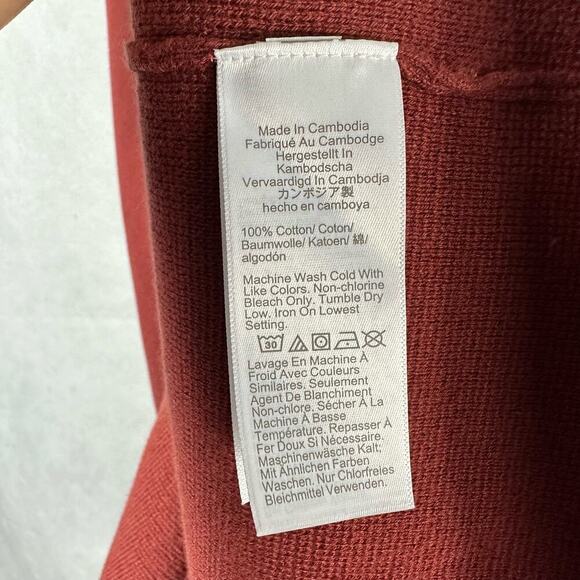 Made In Cambodia
Fabriqué Au Cambodge
Hergestellt In
Kambodscha
Vervaardigd In Cambodja
カンボジア製
hecho en camboya
100% Cotton/ Coton/
Baumwolle/ Katoen/ 綿/
algodón
Machine Wash Cold With
Like Colors. Non-chlorine
Bleach Only. Tumble Dry
Low. Iron On Lowest
Setting.
30
Lavage En Machine À
Froid Avec Couleurs
Similaires. Seulement
Agent De Blanchiment
Non-chlore. Sécher À La
Machine A Basse
Température. Repasser À
Fer Doux Si Nécessaire.
Maschinenwäsche Kalt;
Mit Ähnlichen Farben
Waschen. Nur Chlorfreies
Bleichmittel Verwenden.